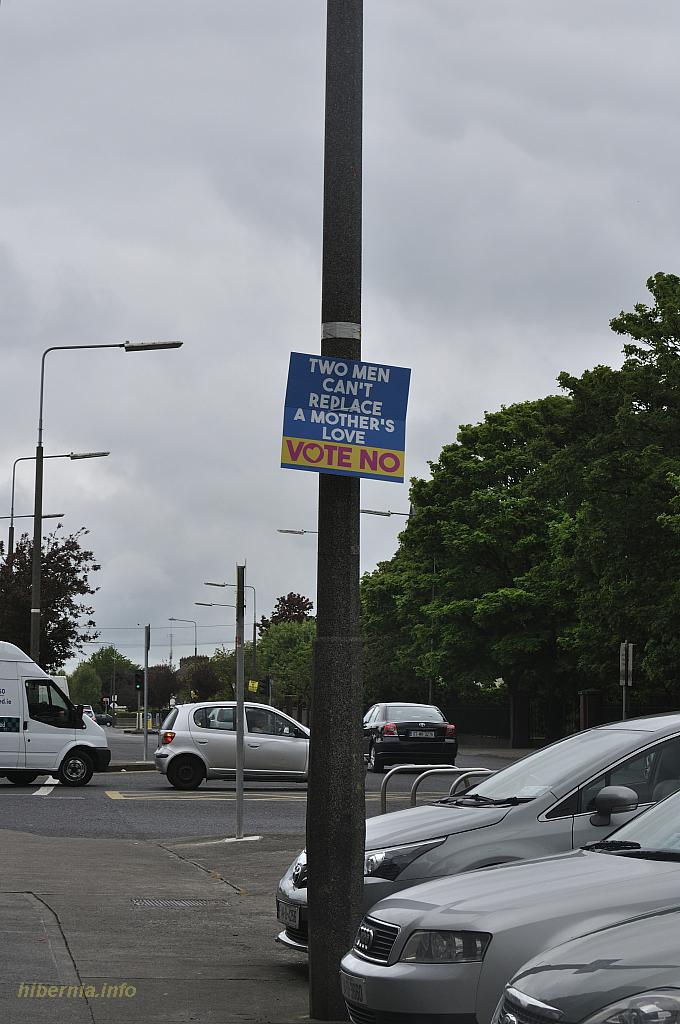 TWO MEN
CAN'T
REPLACE
A MOTHER'S
LOVE
VOTE NO
hibernia.info